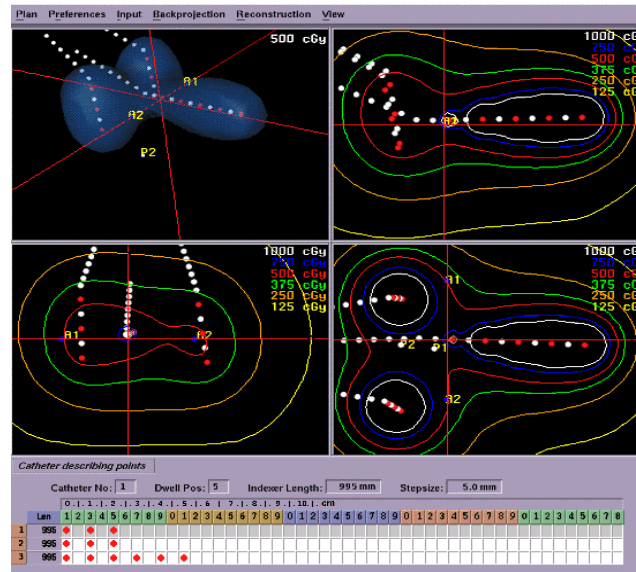 Plan Preferences Input Backprojection Reconstruction View
500 cGy
A1
A2
P2
1000 cGy
750 cGy
500 cGy
375 cGy
250 cGy
125 cGy
A1
1000 cGy
750 cGy
500 cGy
375 cGy
250 cGy
125 cGy
A1
A2
1000 cGy
750 cGy
500 cGy
375 cGy
250 cGy
125 cGy
A1
P2 P1
A2
Catheter describing points
Catheter No: 1 Dwell Pos: 5 Indexer Length: 995 mm Stepsize: 5.0 mm
0 . | . 1 . | . 2 . | . 3 . | . 4 . | . 5 . | . 6 . | . 7 . | . 8 . | . 9 . | .10. | . cm
Len 1 2 3 4 5 6 7 8 9 0 1 2 3 4 5 6 7 8 9 0 1 2 3 4 5 6 7 8 9 0 1 2 3 4 5 6 7 8 9 0 1 2 3 4 5 6 7 8
1 995
2 995
3 995